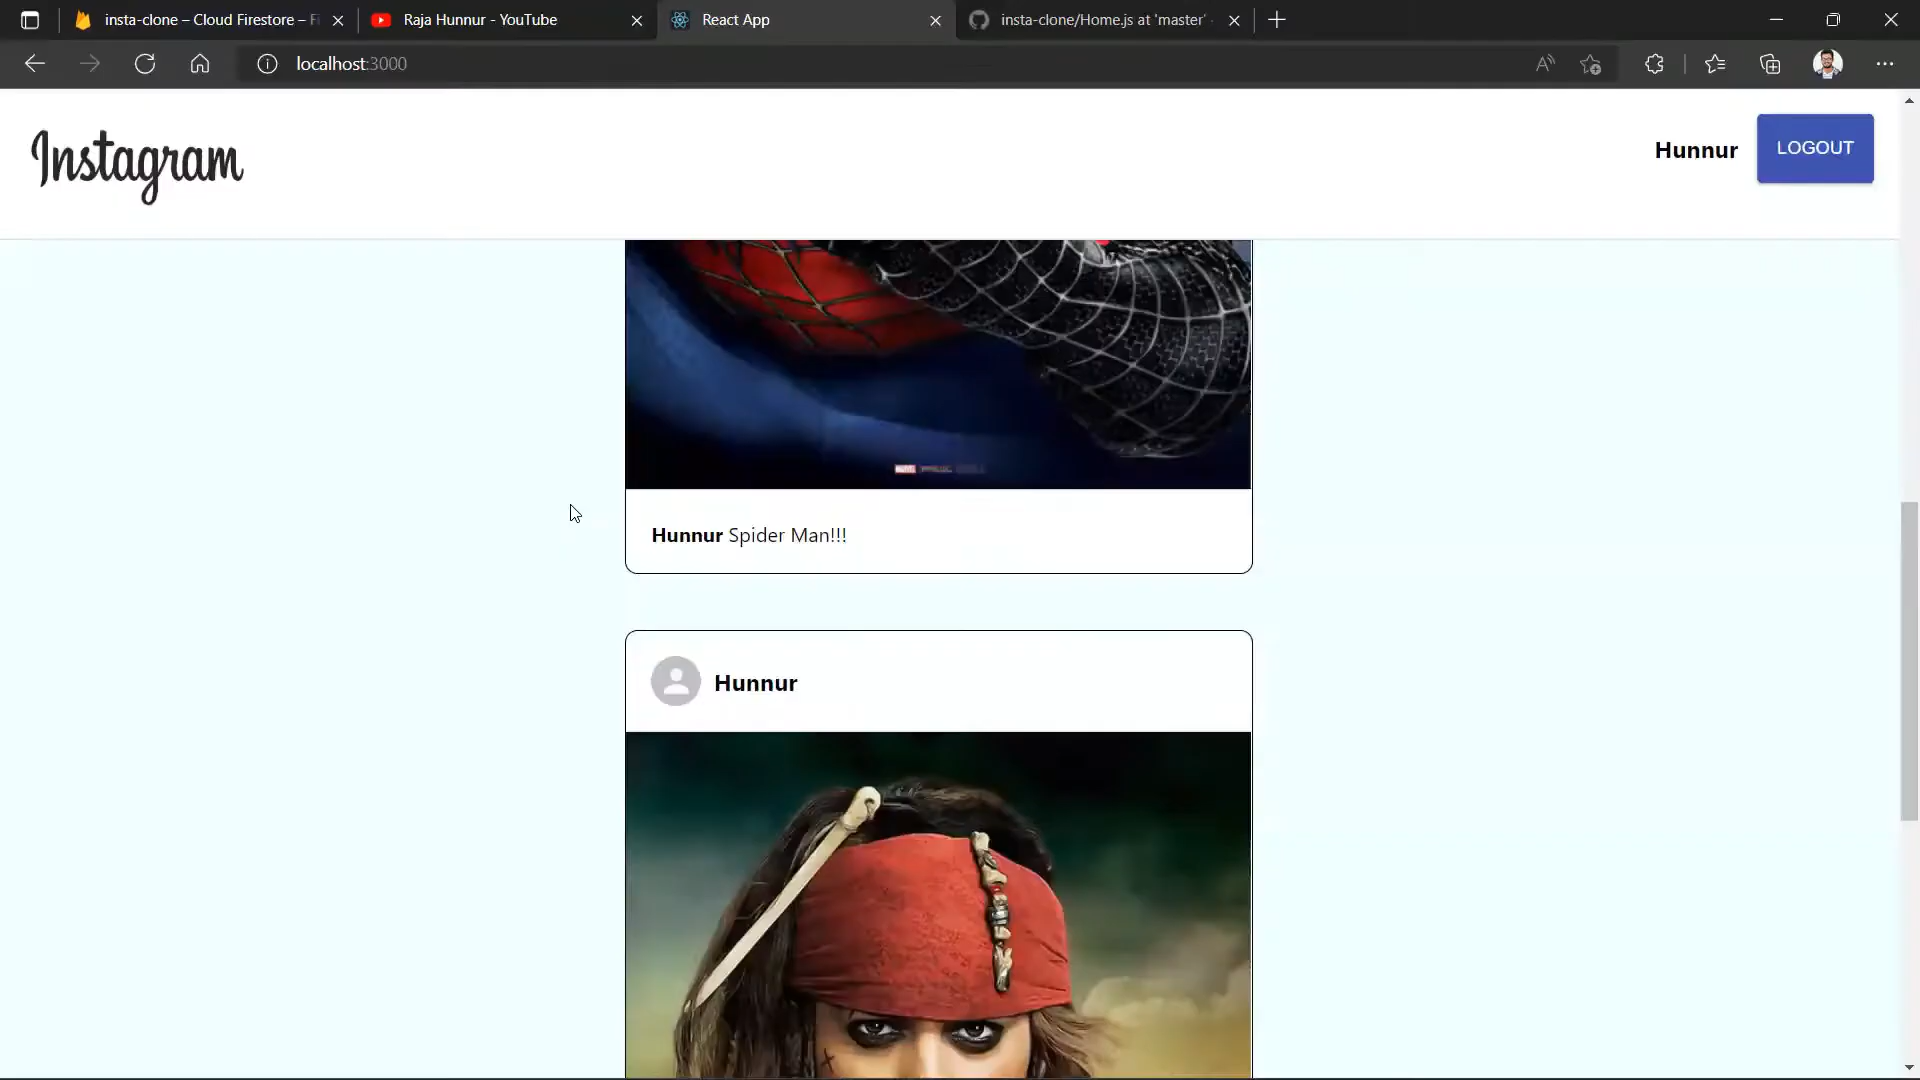 insta-clone – Cloud Firestore –
Raja Hunnur - YouTube
React App
insta-clone/Home.js at 'master'
localhost:3000
Instagram
Hunnur
LOGOUT
MARVEL
Hunnur Spider Man!!!
Hunnur